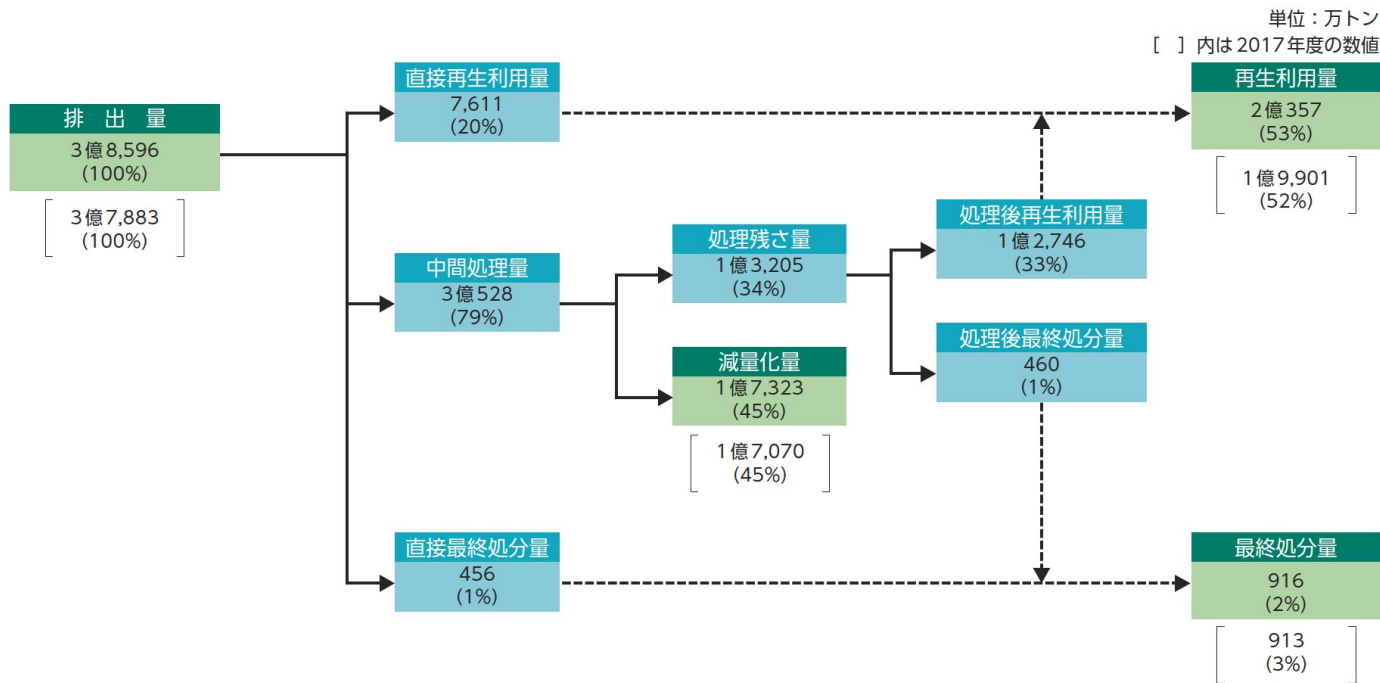 単位：万トン
[　] 内は2017年度の数値
排 出 量
3億8,596
(100%)
3億7,883
(100%)
直接再生利用量
7,611
(20%)
中間処理量
3億528
(79%)
直接最終処分量
456
(1%)
処理残さ量
1億3,205
(34%)
減量化量
1億7,323
(45%)
1億7,070
(45%)
処理後再生利用量
1億2,746
(33%)
処理後最終処分量
460
(1%)
再生利用量
2億357
(53%)
1億9,901
(52%)
最終処分量
916
(2%)
913
(3%)